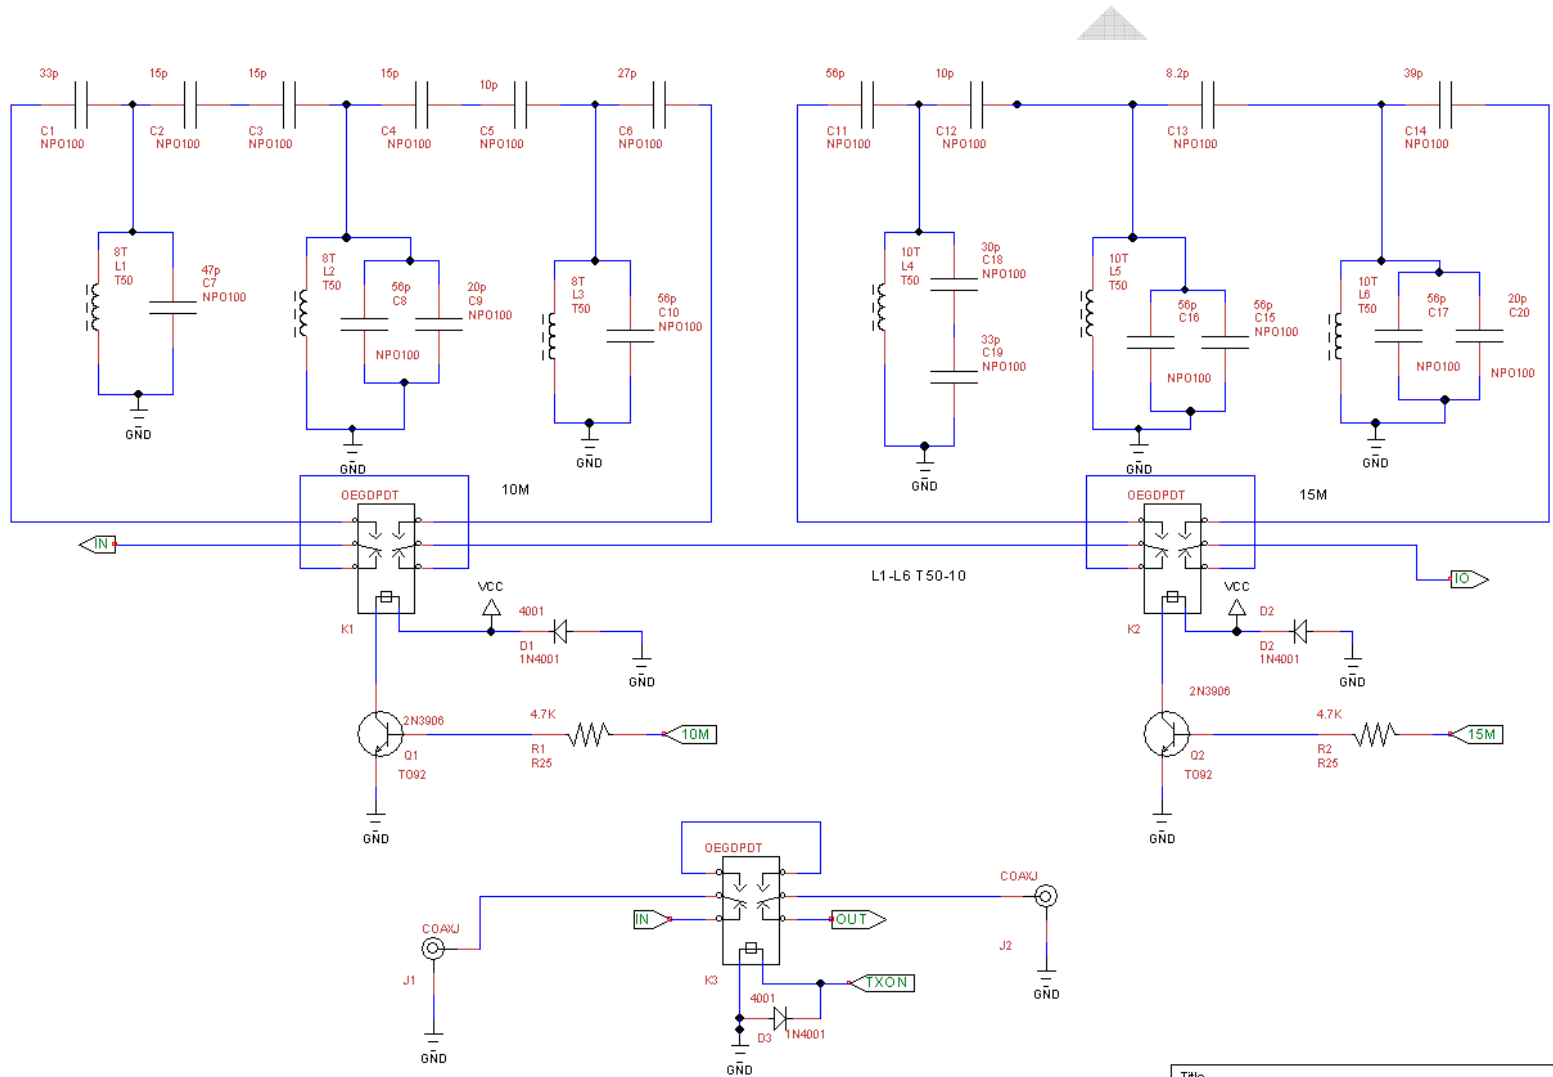 33p
15p
15p
15p
10p
27p
56p
10p
8.2p
39p
C1
NPO100
C2
NPO100
C3
NPO100
C4
NPO100
C5
NPO100
C6
NPO100
C11
NPO100
C12
NPO100
C13
NPO100
C14
NPO100
8T
L1
T50
47p
C7
NPO100
8T
L2
T50
56p
C8
20p
C9
NPO100
NPO100
8T
L3
T50
56p
C10
NPO100
10T
L4
T50
30p
C18
NPO100
33p
C19
NPO100
10T
L5
T50
56p
C16
56p
C15
NPO100
NPO100
10T
L6
T50
56p
C17
20p
C20
NPO100
NPO100
GND
GND
GND
GND
GND
GND
OEGDPDT
10M
OEGDPDT
15M
IN
L1-L6 T50-10
IO
K1
VCC
4001
D1
1N4001
GND
K2
VCC
D2
D2
1N4001
GND
2N3906
Q1
TO92
4.7K
R1
R25
10M
2N3906
Q2
TO92
4.7K
R2
R25
15M
GND
GND
OEGDPDT
COAXJ
IN
OUT
COAXJ
J1
J2
K3
TXON
4001
D3
1N4001
GND
GND
GND
Title